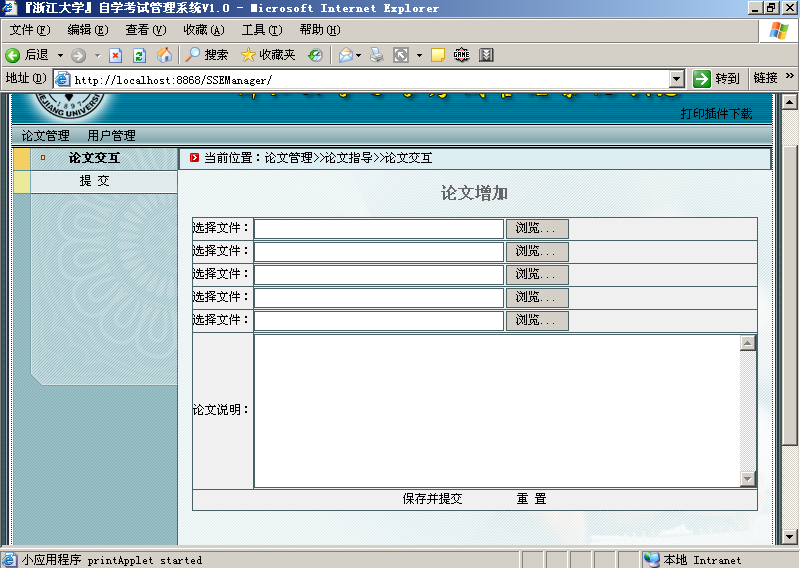 『浙江大学』自学考试管理系统V1.0 - Microsoft Internet Explorer
文件(F) 编辑(E) 查看(V) 收藏(A) 工具(T) 帮助(H)
后退 搜索 收藏夹
地址(D) http://localhost:8868/SSEManager/ 转到 链接 »
1897
JIANG UNIVERS
打印插件下载
论文管理 用户管理
论文交互
提 交
当前位置：论文管理>>论文指导>>论文交互
论文增加
选择文件： 浏览...
选择文件： 浏览...
选择文件： 浏览...
选择文件： 浏览...
选择文件： 浏览...
论文说明：
保存并提交 重 置
小应用程序 printApplet started 本地 Intranet